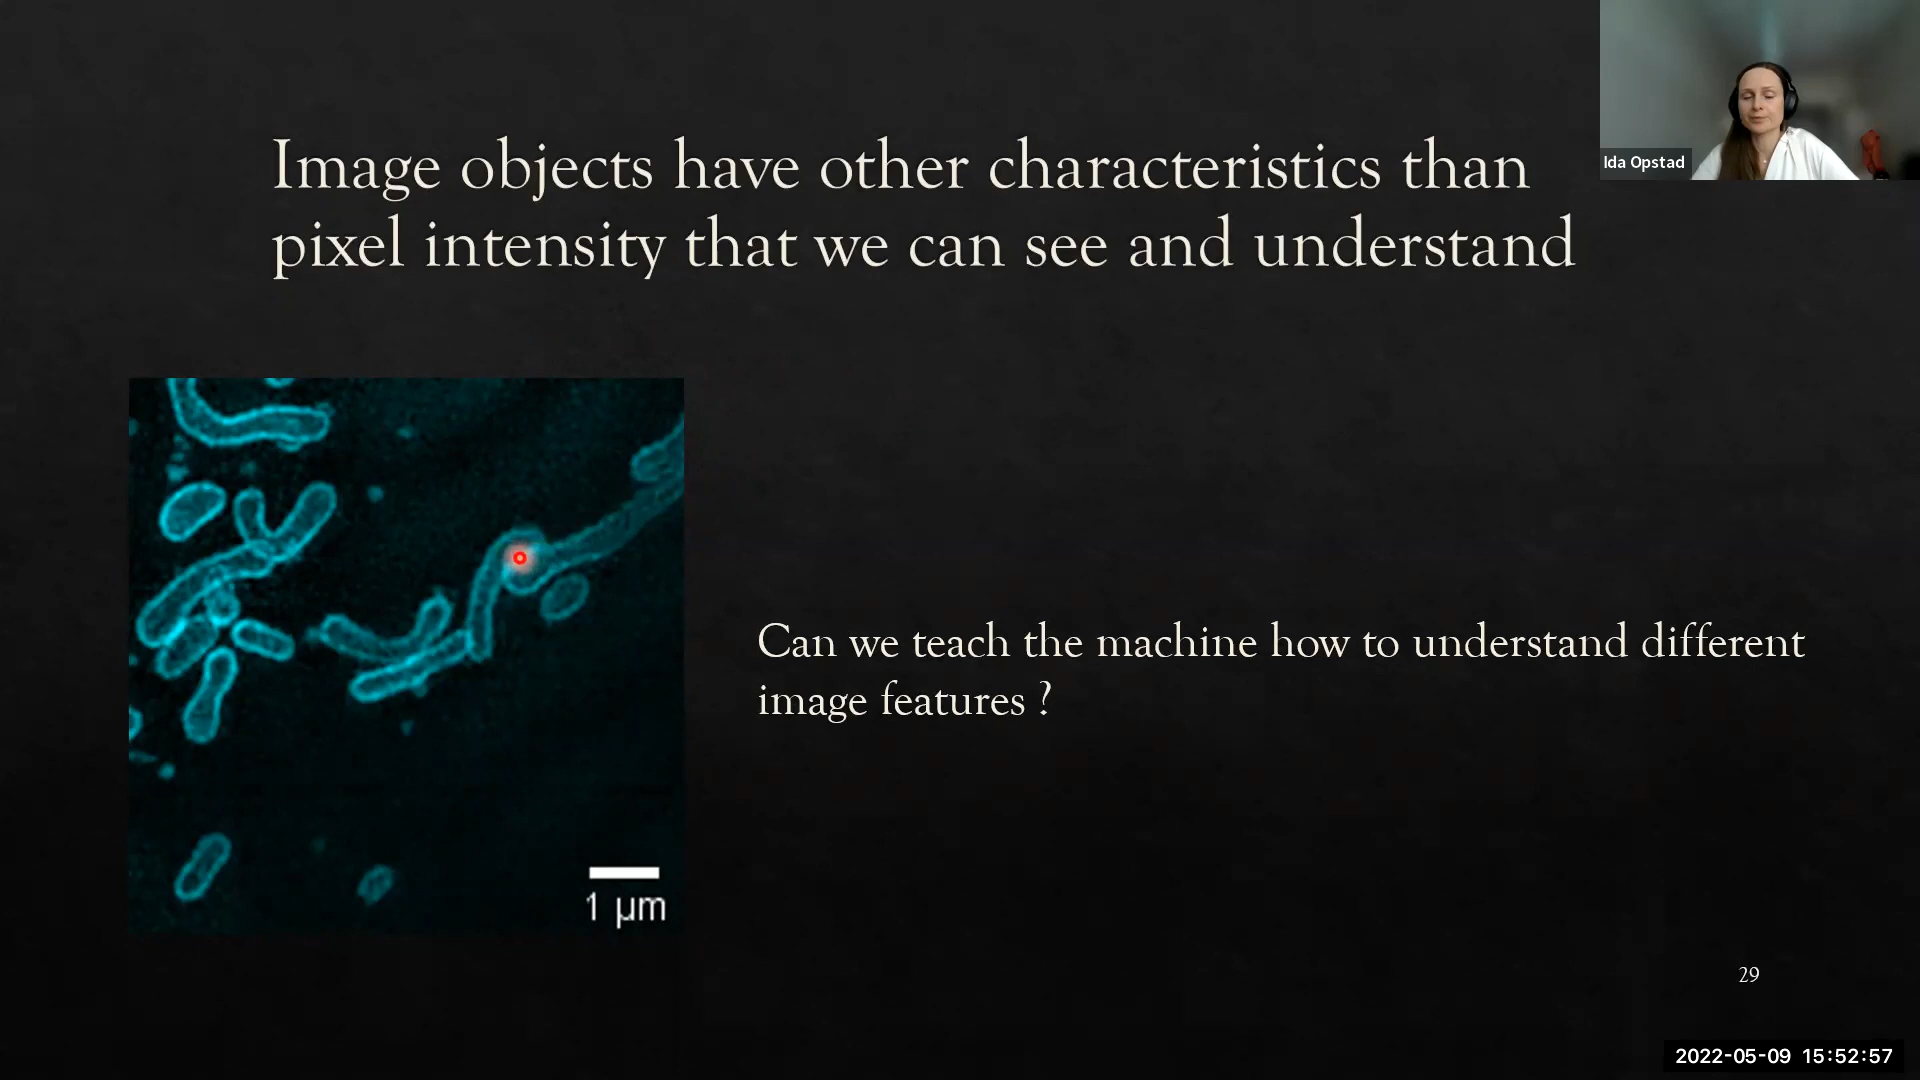 Image objects have other characteristics than
pixel intensity that we can see and understand
Ida Opstad
Can we teach the machine how to understand different
image features ?
1 µm
29
2022-05-09 15:52:57